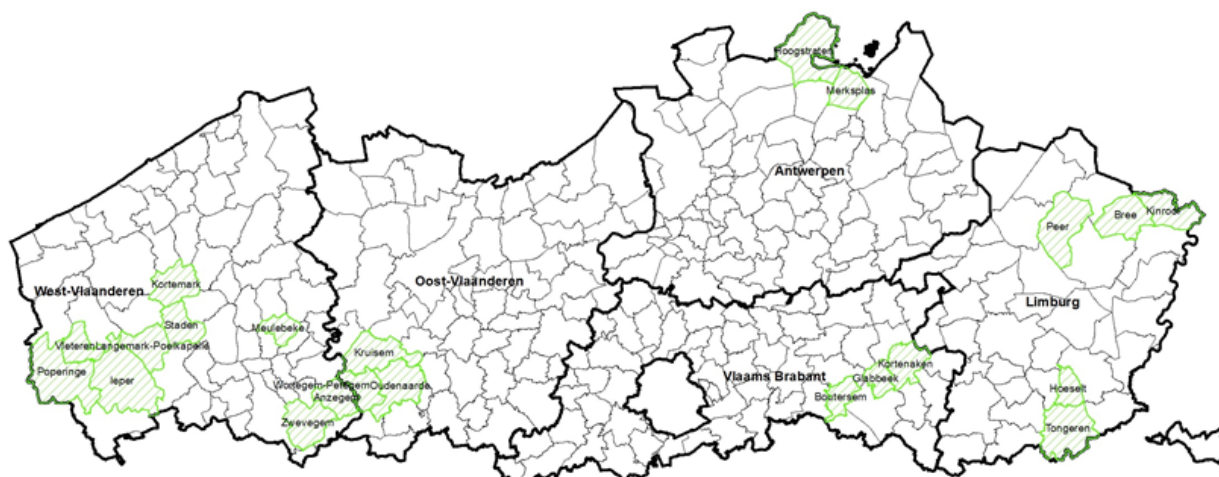 Hoogstraten
Merksplas
Antwerpen
Peer
Bree
Kinrooi
Kortemark
West-Vlaanderen
Oost-Vlaanderen
Limburg
Staden
Meulebeke
Vleteren
Langemark-Poelkapelle
Kruisem
Poperinge
Ieper
Kortenaken
Vlaams Brabant
Glabbeek
Wortegem-Petegem
Oudenaarde
Anzegem
Boutersem
Hoeselt
Zwevegem
Tongeren